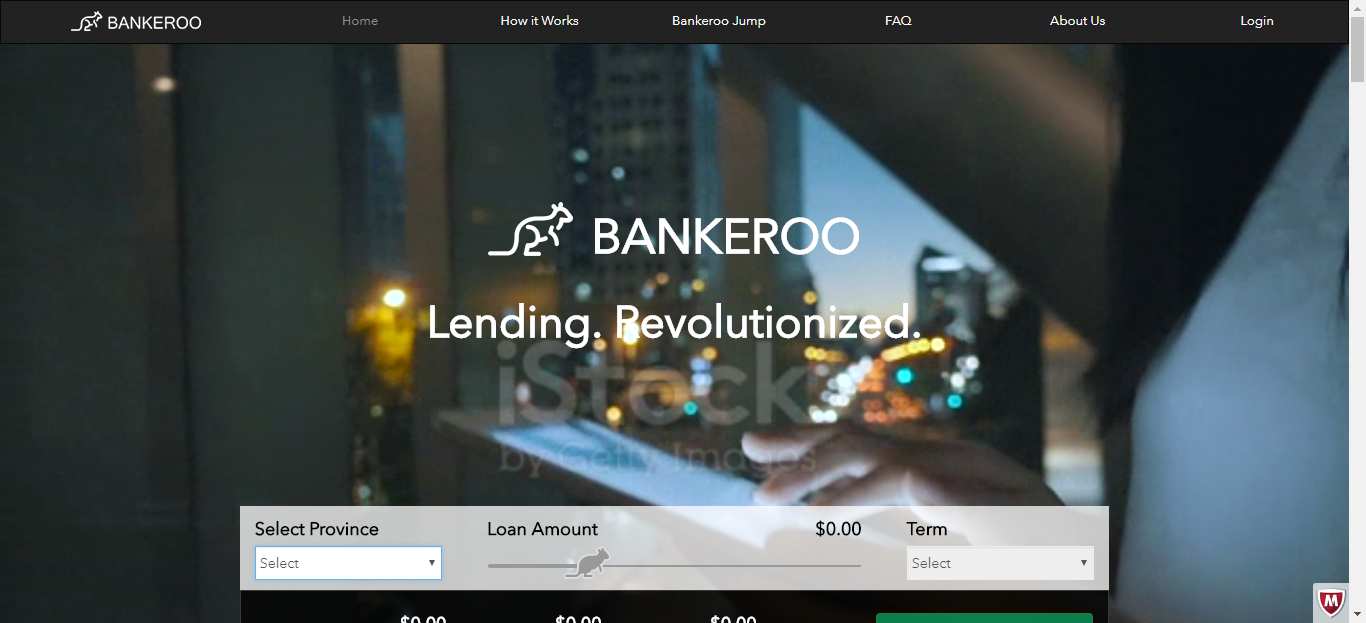 BANKEROO
Home
How it Works
Bankeroo Jump
FAQ
About Us
Login
BANKEROO
Lending. Revolutionized.
iStock
by Getty Images
Select Province
Loan Amount
$0.00
Term
Select
Select
$0.00
$0.00
$0.00
M